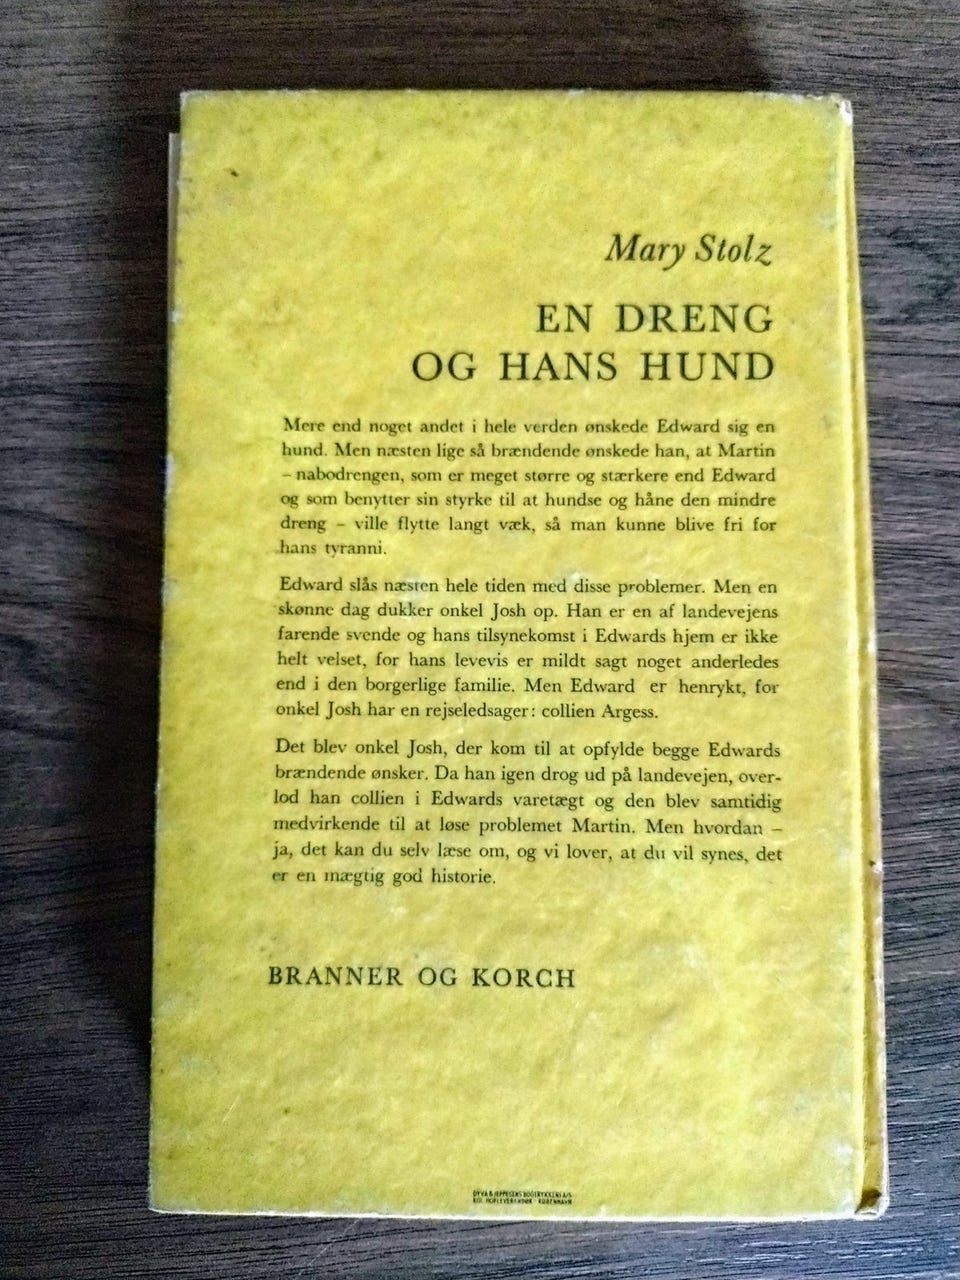 Mary Stolz
EN DRENG
OG HANS HUND
Mere end noget andet i hele verden ønskede Edward sig en
hund. Men næsten lige så brændende ønskede han, at Martin
– nabodrengen, som er meget større og stærkere end Edward
og som benytter sin styrke til at hundse og håne den mindre
dreng – ville flytte langt væk, så man kunne blive fri for
hans tyranni.
Edward slås næsten hele tiden med disse problemer. Men en
skønne dag dukker onkel Josh op. Han er en af landevejens
farende svende og hans tilsynekomst i Edwards hjem er ikke
helt velset, for hans levevis er mildt sagt noget anderledes
end i den borgerlige familie. Men Edward er henrykt, for
onkel Josh har en rejseledsager: collien Argess.
Det blev onkel Josh, der kom til at opfylde begge Edwards
brændende ønsker. Da han igen drog ud på landevejen, over-
lod han collien i Edwards varetægt og den blev samtidig
medvirkende til at løse problemet Martin. Men hvordan –
ja, det kan du selv læse om, og vi lover, at du vil synes, det
er en mægtig god historie.
BRANNER OG KORCH
DYVA & JEPPESENS BOGTRYKKERI A/S
KGL. HOFLEVERANDØR · KØBENHAVN